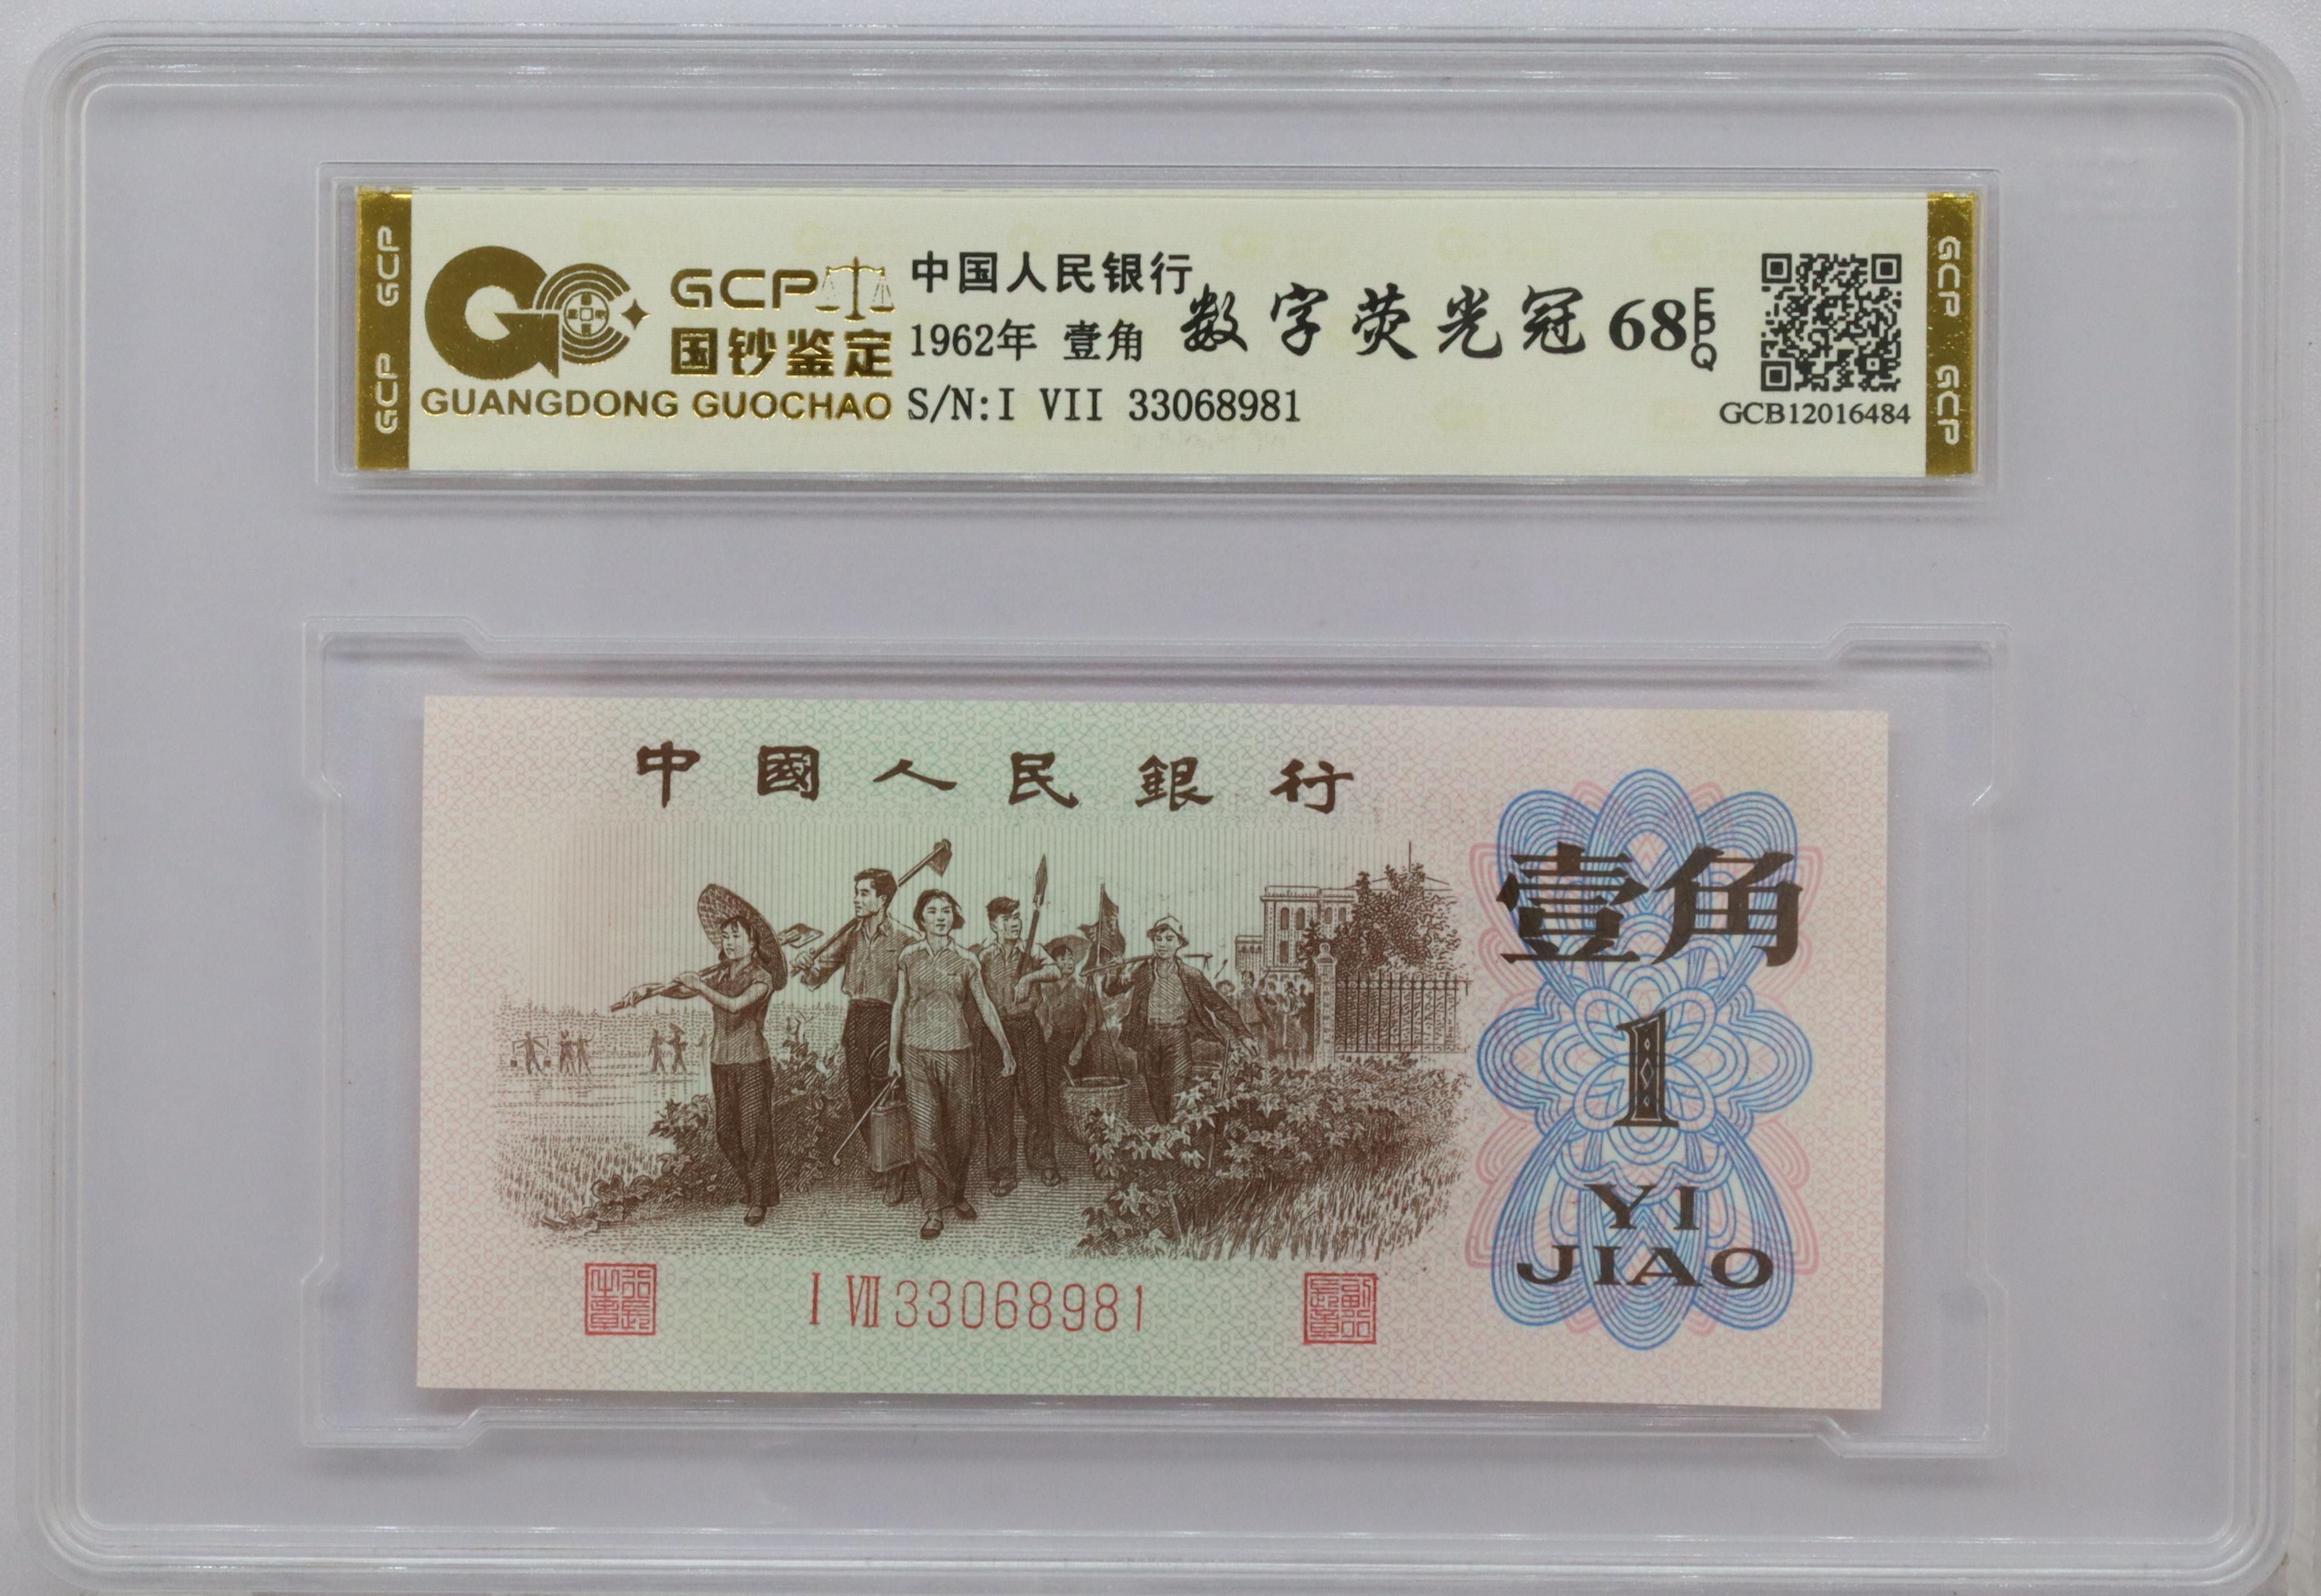 GCP
GCP
GCP
国钞鉴定
GUANGDONG GUOCHAO
中国人民银行
1962年 壹角
S/N:I VII 33068981
数字荧光冠 68 EPQ
GCB12016484
GCP
GCP
中國人民銀行
壹角
1
YI
JIAO
I VII 33068981